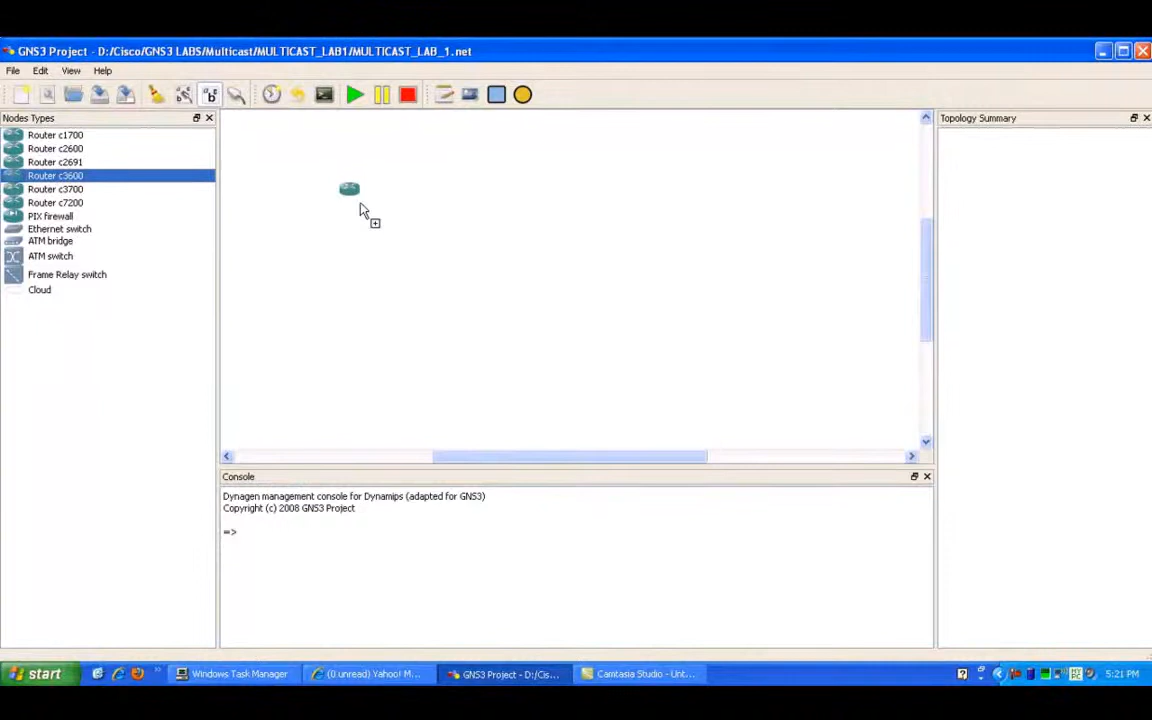 GNS3 Project - D:/Cisco/GNS3 LABS/Multicast/MULTICAST_LAB1/MULTICAST_LAB_1.net
File Edit View Help
Nodes Types
Topology Summary
Router c1700
Router c2600
Router c2691
Router c3600
Router c3700
Router c7200
PIX firewall
Ethernet switch
ATM bridge
ATM switch
Frame Relay switch
Cloud
Console
Dynagen management console for Dynamips (adapted for GNS3)
Copyright (c) 2008 GNS3 Project
=>
start
Windows Task Manager
(0 unread) Yahoo! M...
GNS3 Project - D:/Cis...
Camtasia Studio - Unt...
5:21 PM